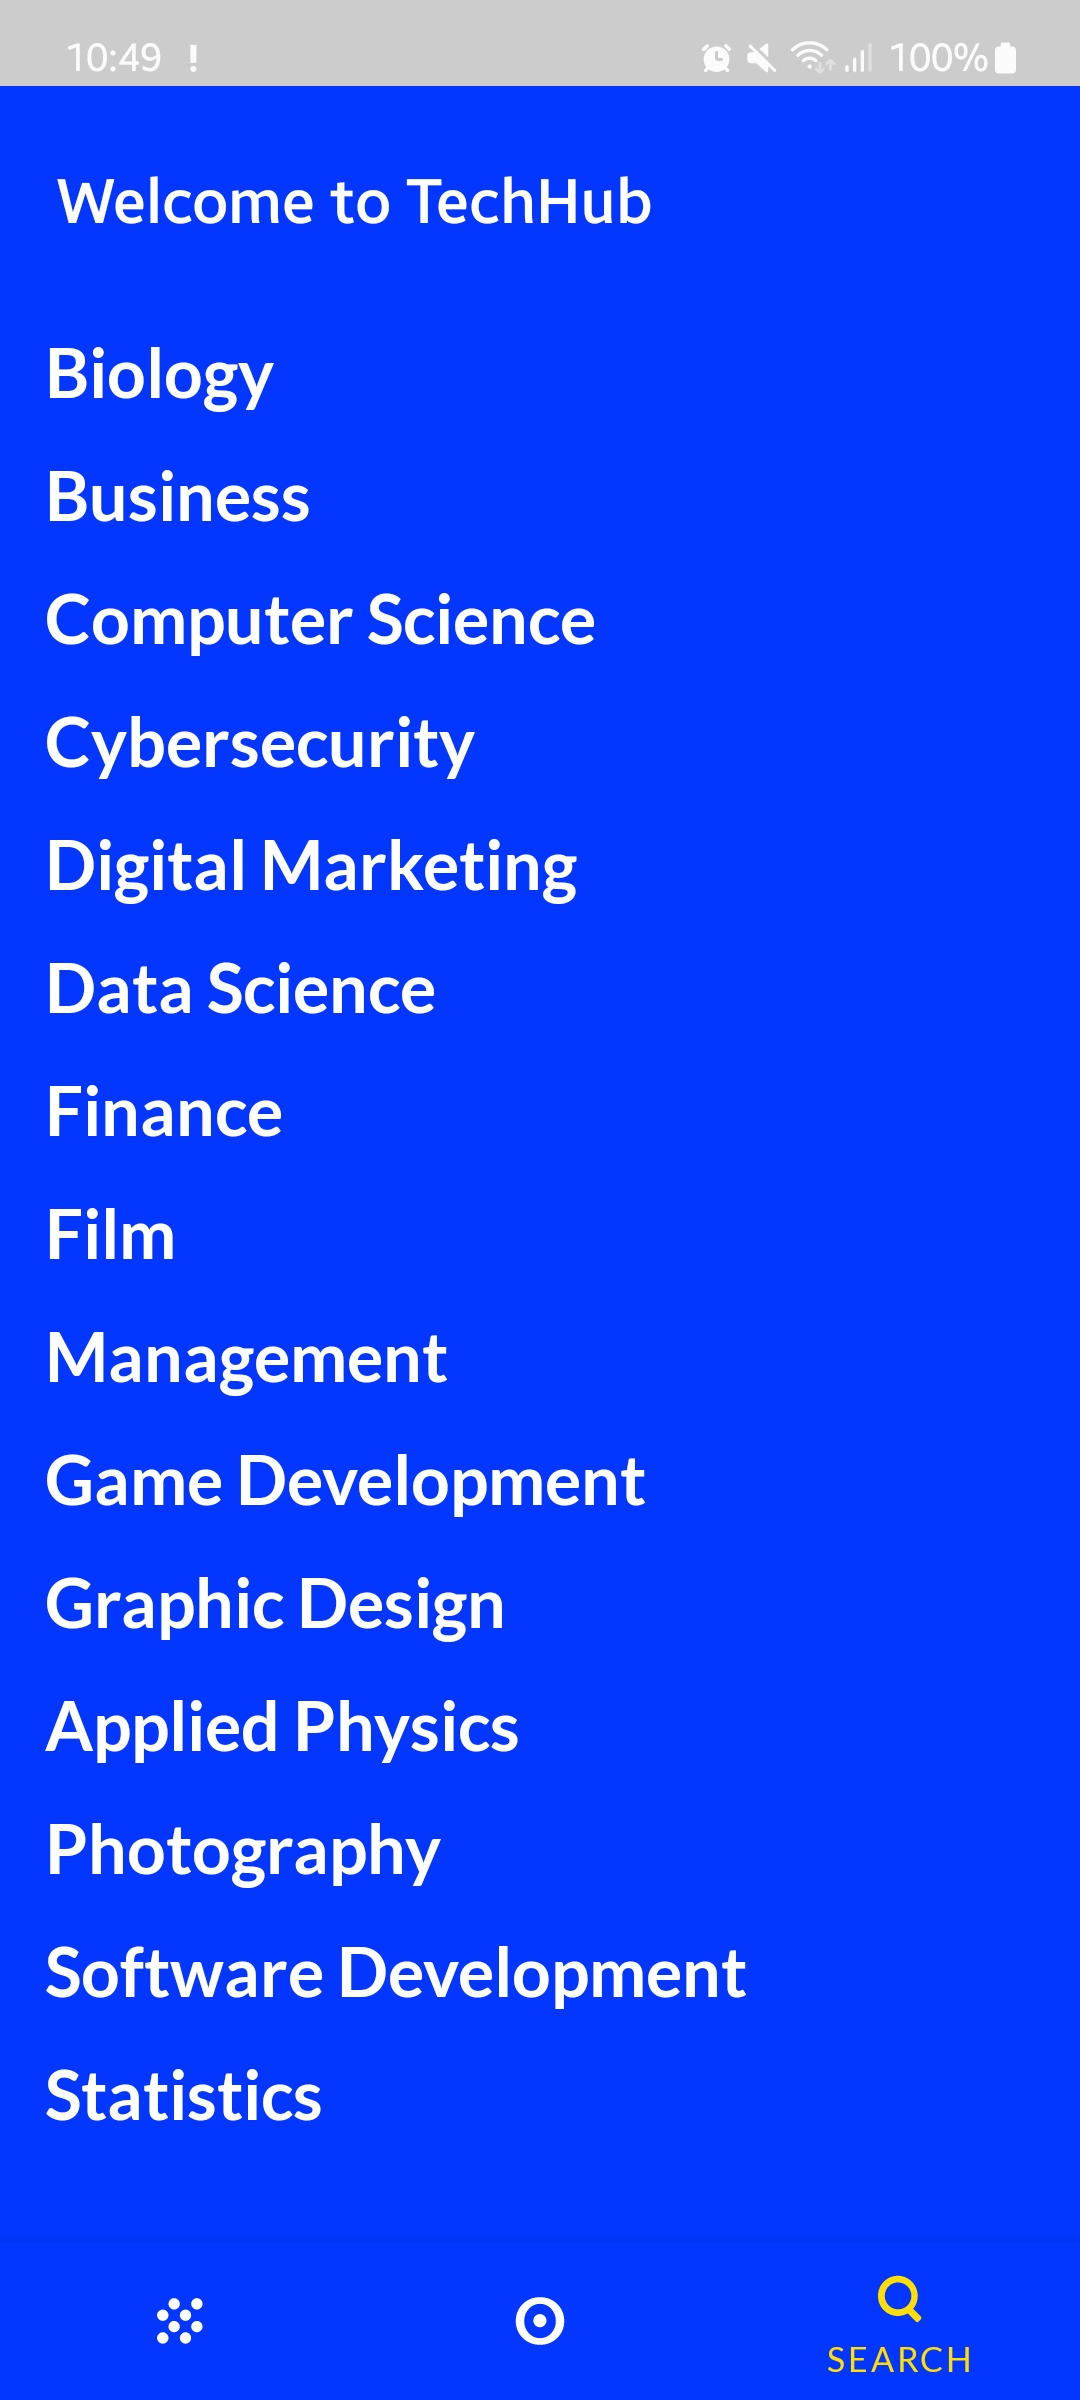 10:49 ! 100%
Welcome to TechHub
Biology
Business
Computer Science
Cybersecurity
Digital Marketing
Data Science
Finance
Film
Management
Game Development
Graphic Design
Applied Physics
Photography
Software Development
Statistics
SEARCH